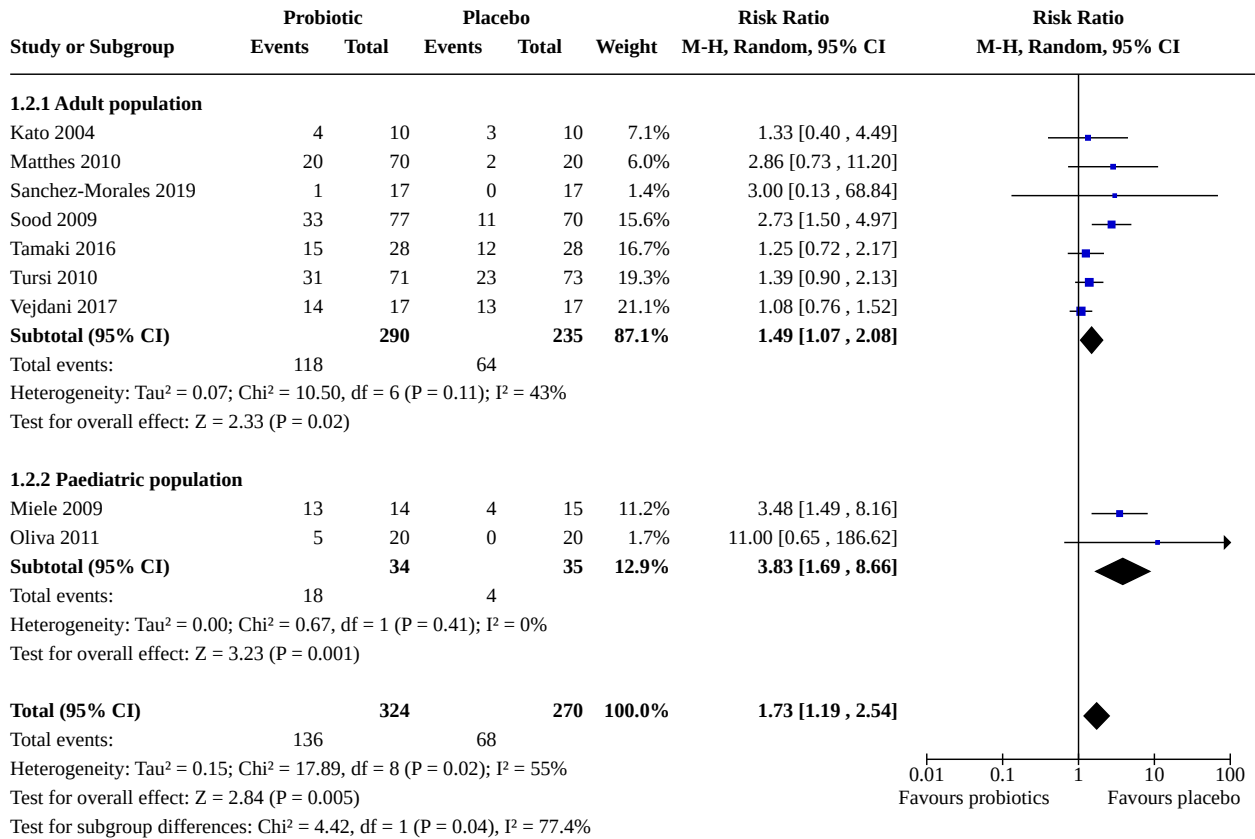 Probiotic Placebo Risk Ratio Risk Ratio
Study or Subgroup Events Total Events Total Weight M-H, Random, 95% CI M-H, Random, 95% CI
1.2.1 Adult population
Kato 2004 4 10 3 10 7.1% 1.33 [0.40 , 4.49]
Matthes 2010 20 70 2 20 6.0% 2.86 [0.73 , 11.20]
Sanchez-Morales 2019 1 17 0 17 1.4% 3.00 [0.13 , 68.84]
Sood 2009 33 77 11 70 15.6% 2.73 [1.50 , 4.97]
Tamaki 2016 15 28 12 28 16.7% 1.25 [0.72 , 2.17]
Tursi 2010 31 71 23 73 19.3% 1.39 [0.90 , 2.13]
Vejdani 2017 14 17 13 17 21.1% 1.08 [0.76 , 1.52]
Subtotal (95% CI) 290 235 87.1% 1.49 [1.07 , 2.08]
Total events: 118 64
Heterogeneity: Tau² = 0.07; Chi² = 10.50, df = 6 (P = 0.11); I² = 43%
Test for overall effect: Z = 2.33 (P = 0.02)
1.2.2 Paediatric population
Miele 2009 13 14 4 15 11.2% 3.48 [1.49 , 8.16]
Oliva 2011 5 20 0 20 1.7% 11.00 [0.65 , 186.62]
Subtotal (95% CI) 34 35 12.9% 3.83 [1.69 , 8.66]
Total events: 18 4
Heterogeneity: Tau² = 0.00; Chi² = 0.67, df = 1 (P = 0.41); I² = 0%
Test for overall effect: Z = 3.23 (P = 0.001)
Total (95% CI) 324 270 100.0% 1.73 [1.19 , 2.54]
Total events: 136 68
Heterogeneity: Tau² = 0.15; Chi² = 17.89, df = 8 (P = 0.02); I² = 55%
Test for overall effect: Z = 2.84 (P = 0.005)
Test for subgroup differences: Chi² = 4.42, df = 1 (P = 0.04), I² = 77.4%
0.01 0.1 1 10 100
Favours probiotics Favours placebo